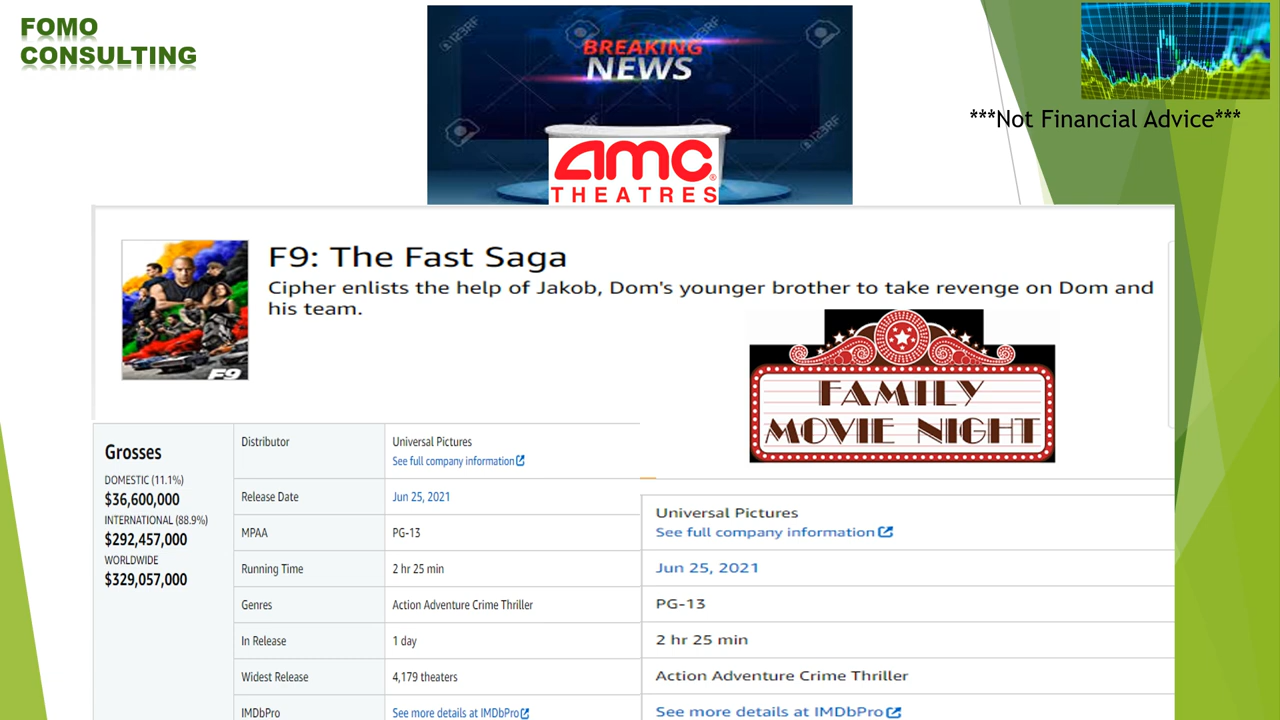 FOMO
CONSULTING
123RF
123RF
BREAKING
NEWS
123RF
amc
THEATRES
***Not Financial Advice***
F9: The Fast Saga
Cipher enlists the help of Jakob, Dom's younger brother to take revenge on Dom and
his team.
F9
FAMILY
MOVIE NIGHT
Grosses
DOMESTIC (11.1%)
$36,600,000
INTERNATIONAL (88.9%)
$292,457,000
WORLDWIDE
$329,057,000
Distributor
Universal Pictures
See full company information
Release Date
Jun 25, 2021
MPAA
PG-13
Running Time
2 hr 25 min
Genres
Action Adventure Crime Thriller
In Release
1 day
Widest Release
4,179 theaters
IMDbPro
See more details at IMDbPro
Universal Pictures
See full company information
Jun 25, 2021
PG-13
2 hr 25 min
Action Adventure Crime Thriller
See more details at IMDbPro